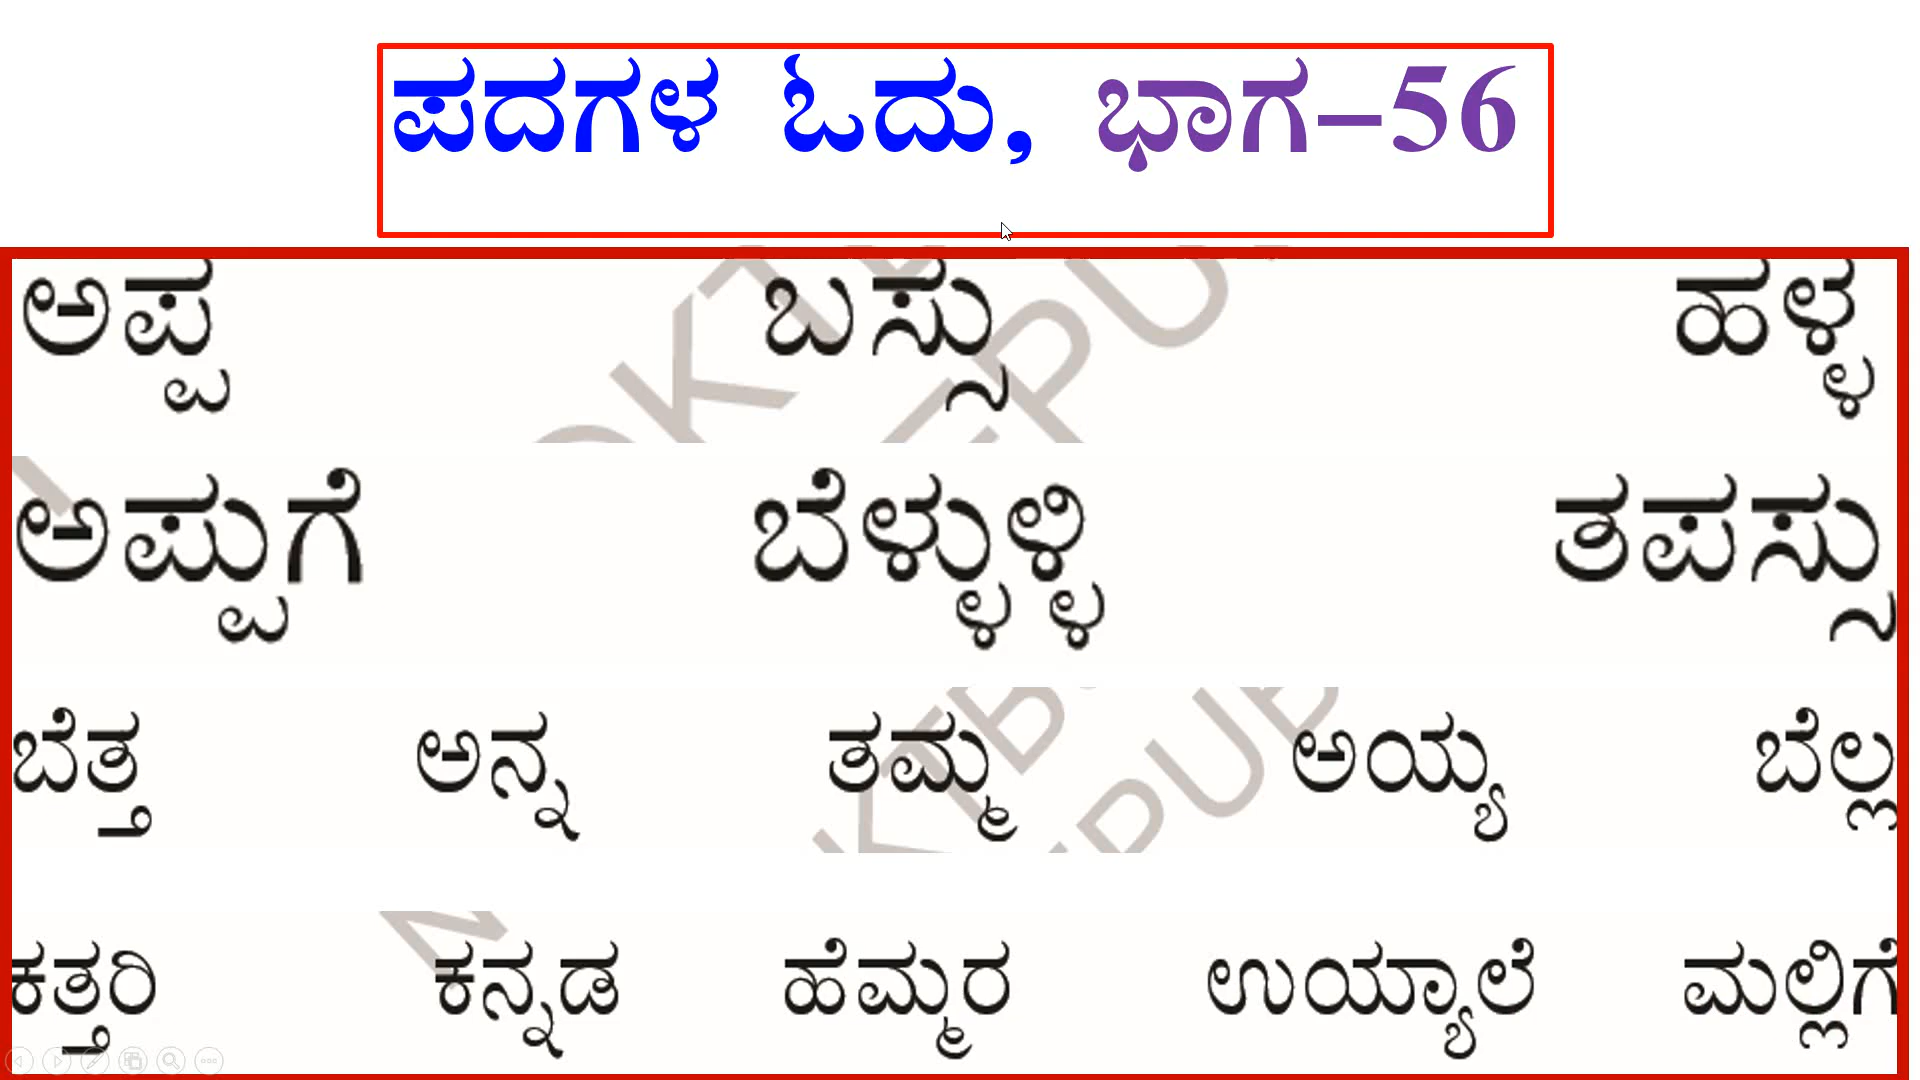 ಪದಗಳ ಓದು, ಭಾಗ–56
ಅಪ್ಪ ಬಸ್ಸು ಹಳ್ಳ
ಅಪ್ಪುಗೆ ಬೆಳ್ಳುಳ್ಳಿ ತಪಸ್ಸು
ಬೆತ್ತ ಅನ್ನ ತಮ್ಮ ಅಯ್ಯ ಬೆಲ್ಲ
ಕತ್ತರಿ ಕನ್ನಡ ಹೆಮ್ಮರ ಉಯ್ಯಾಲೆ ಮಲ್ಲಿಗೆ